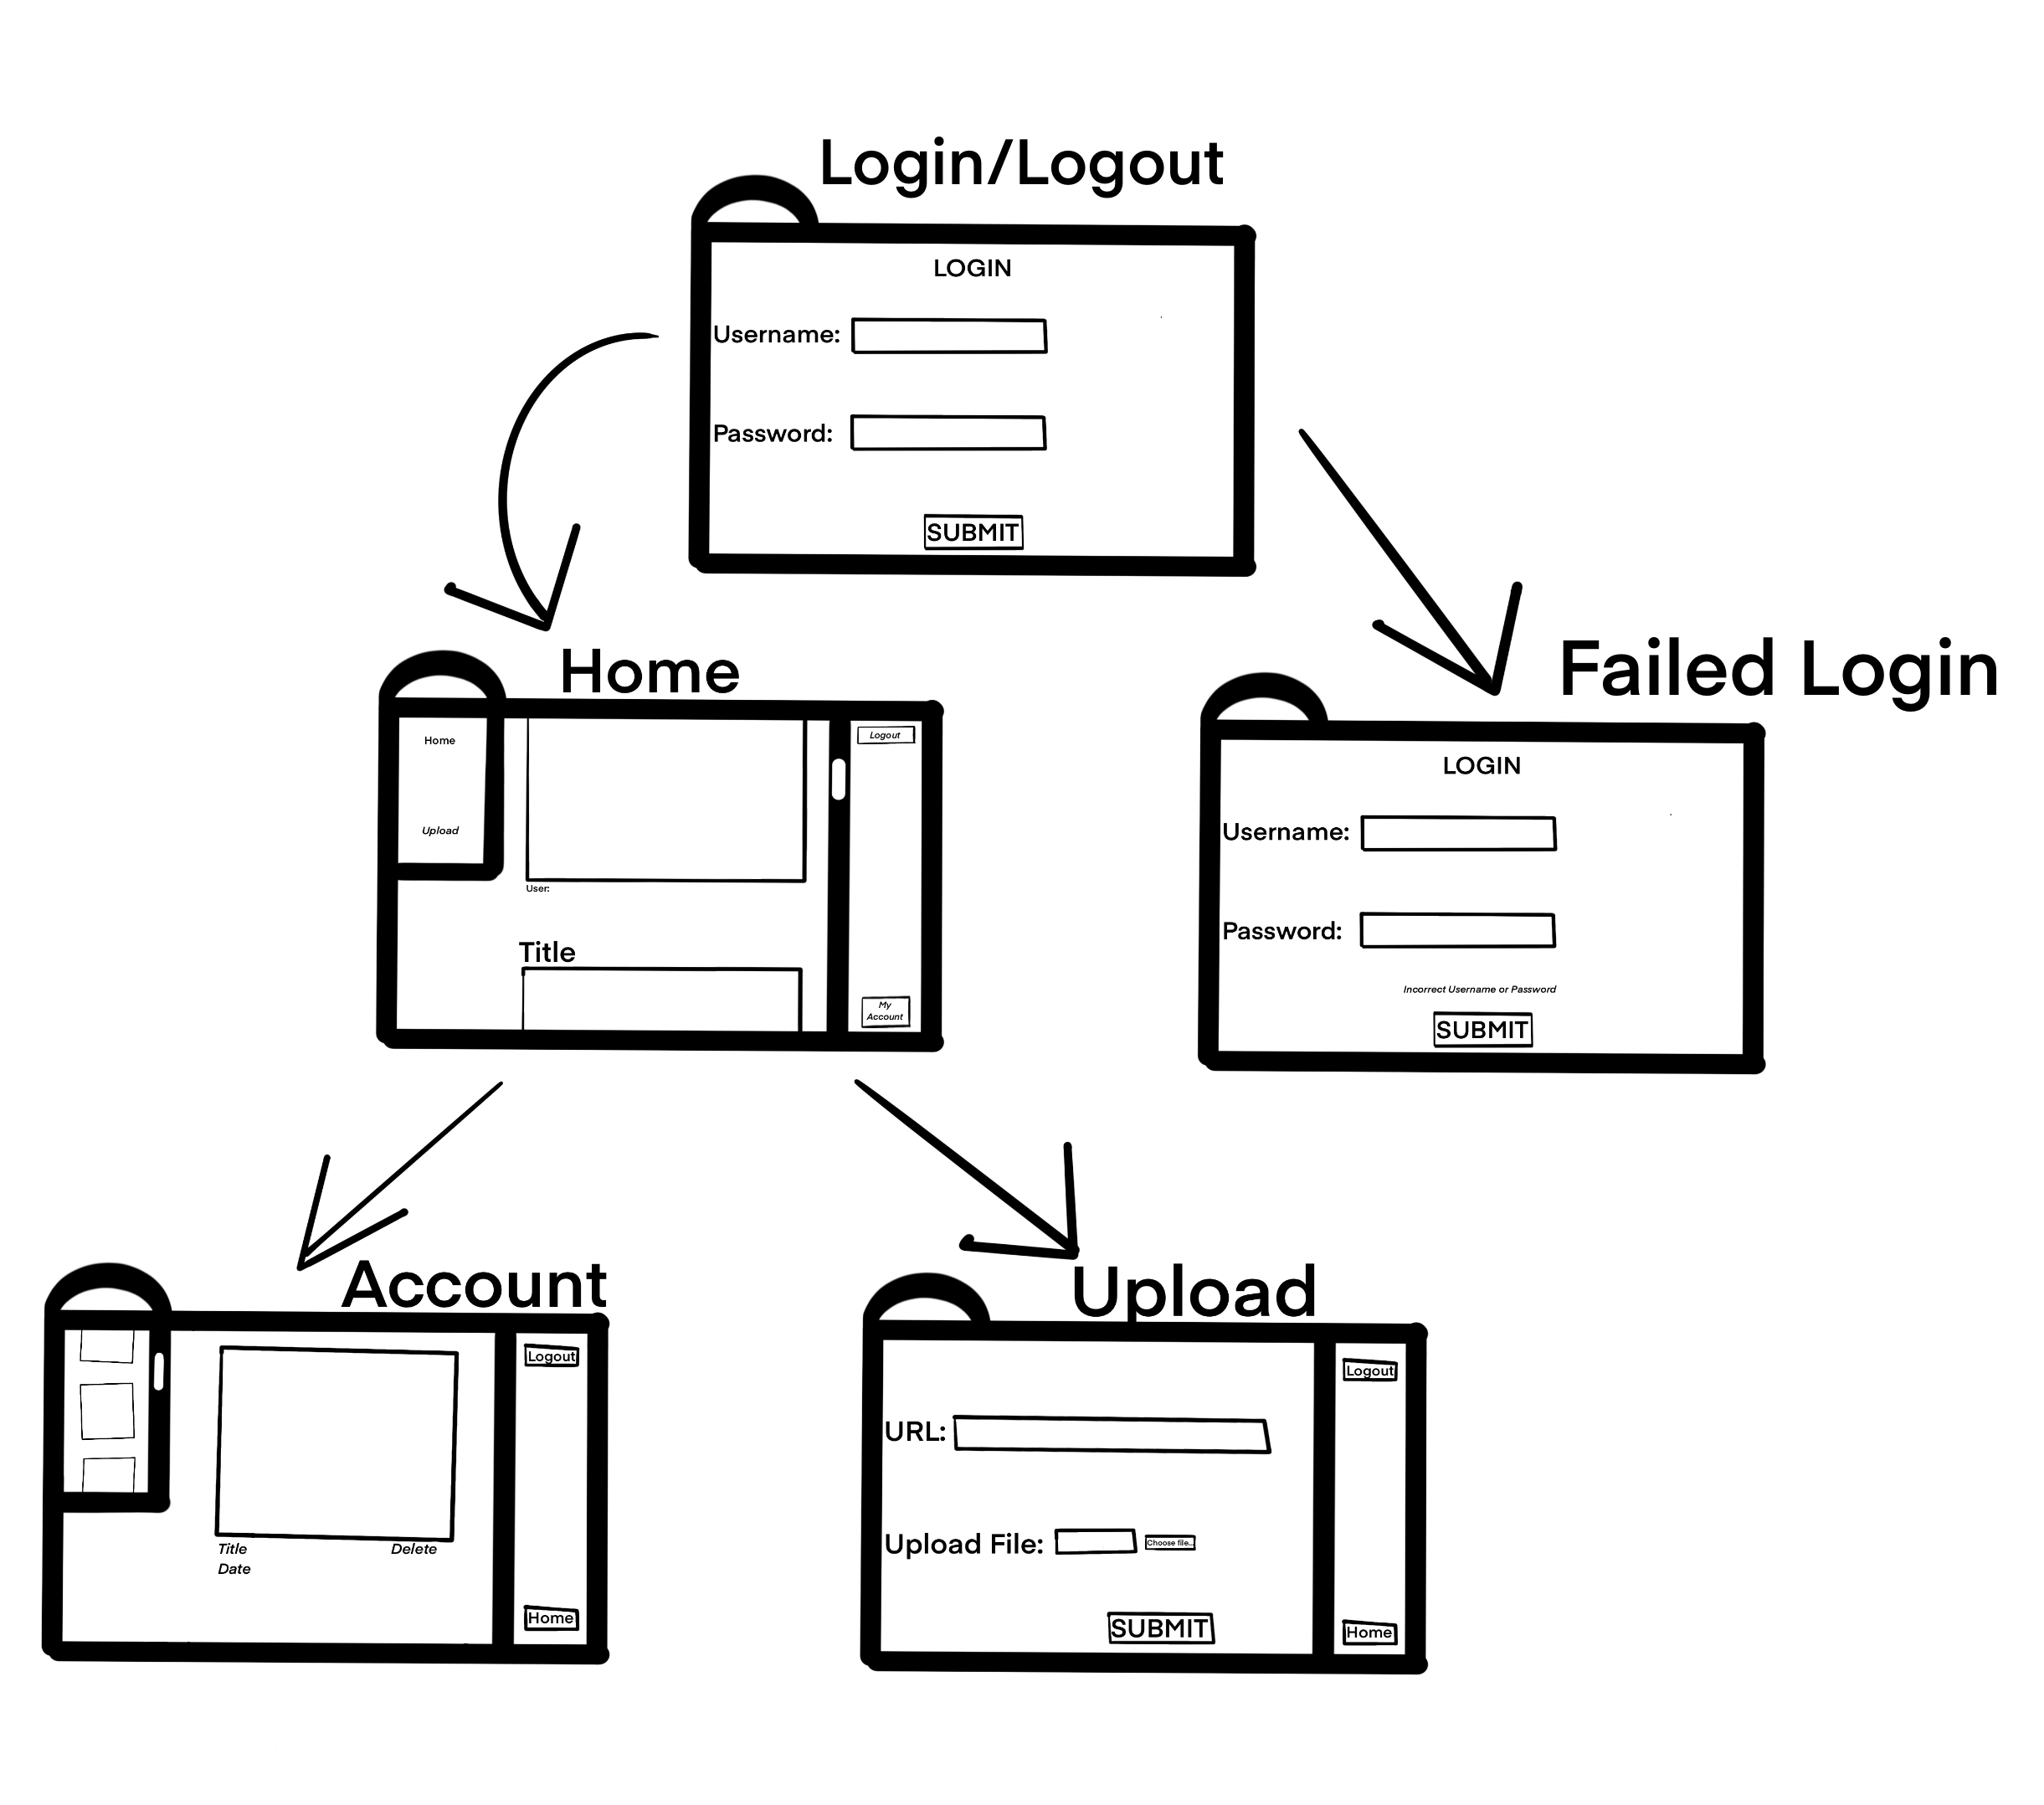 Login/Logout
LOGIN
Username:
Password:
SUBMIT
Home
Home
Upload
User:
Title
Logout
My
Account
Failed Login
LOGIN
Username:
Password:
Incorrect Username or Password
SUBMIT
Account
Title
Date
Delete
Logout
Home
Upload
URL:
Upload File:
Choose file...
SUBMIT
Logout
Home